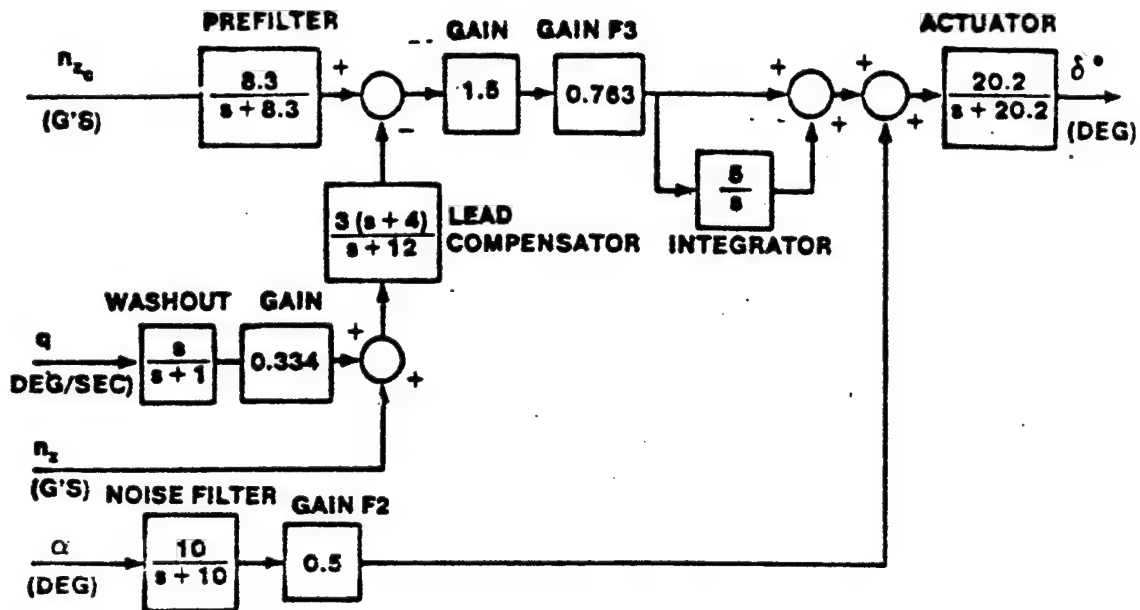 PREFILTER
n_zc
(G'S)
8.3
s + 8.3
+
−
GAIN
1.5
GAIN F3
0.763
+
+
5
s
INTEGRATOR
+
+
ACTUATOR
20.2
s + 20.2
δ°
(DEG)
3 (s + 4)
s + 12
LEAD
COMPENSATOR
WASHOUT
GAIN
q
DEG/SEC)
s
s + 1
0.334
+
+
n_z
(G'S)
NOISE FILTER
GAIN F2
α
(DEG)
10
s + 10
0.5